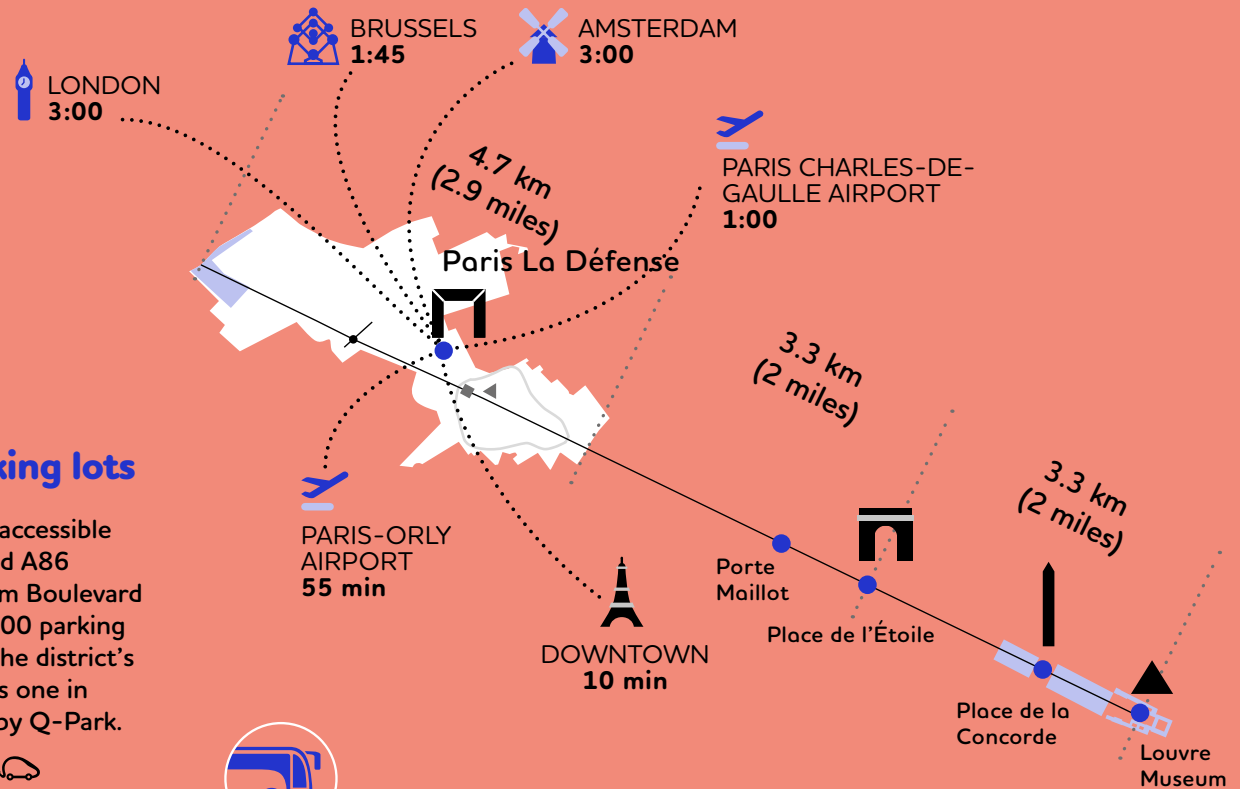 BRUSSELS
1:45
AMSTERDAM
3:00
LONDON
3:00
4.7 km
(2.9 miles)
PARIS CHARLES-DE-
GAULLE AIRPORT
1:00
Paris La Défense
3.3 km
(2 miles)
king lots
accessible
d A86
m Boulevard
00 parking
he district's
s one in
by Q-Park.
PARIS-ORLY
AIRPORT
55 min
DOWNTOWN
10 min
Porte
Maillot
Place de l'Étoile
3.3 km
(2 miles)
Place de la
Concorde
Louvre
Museum